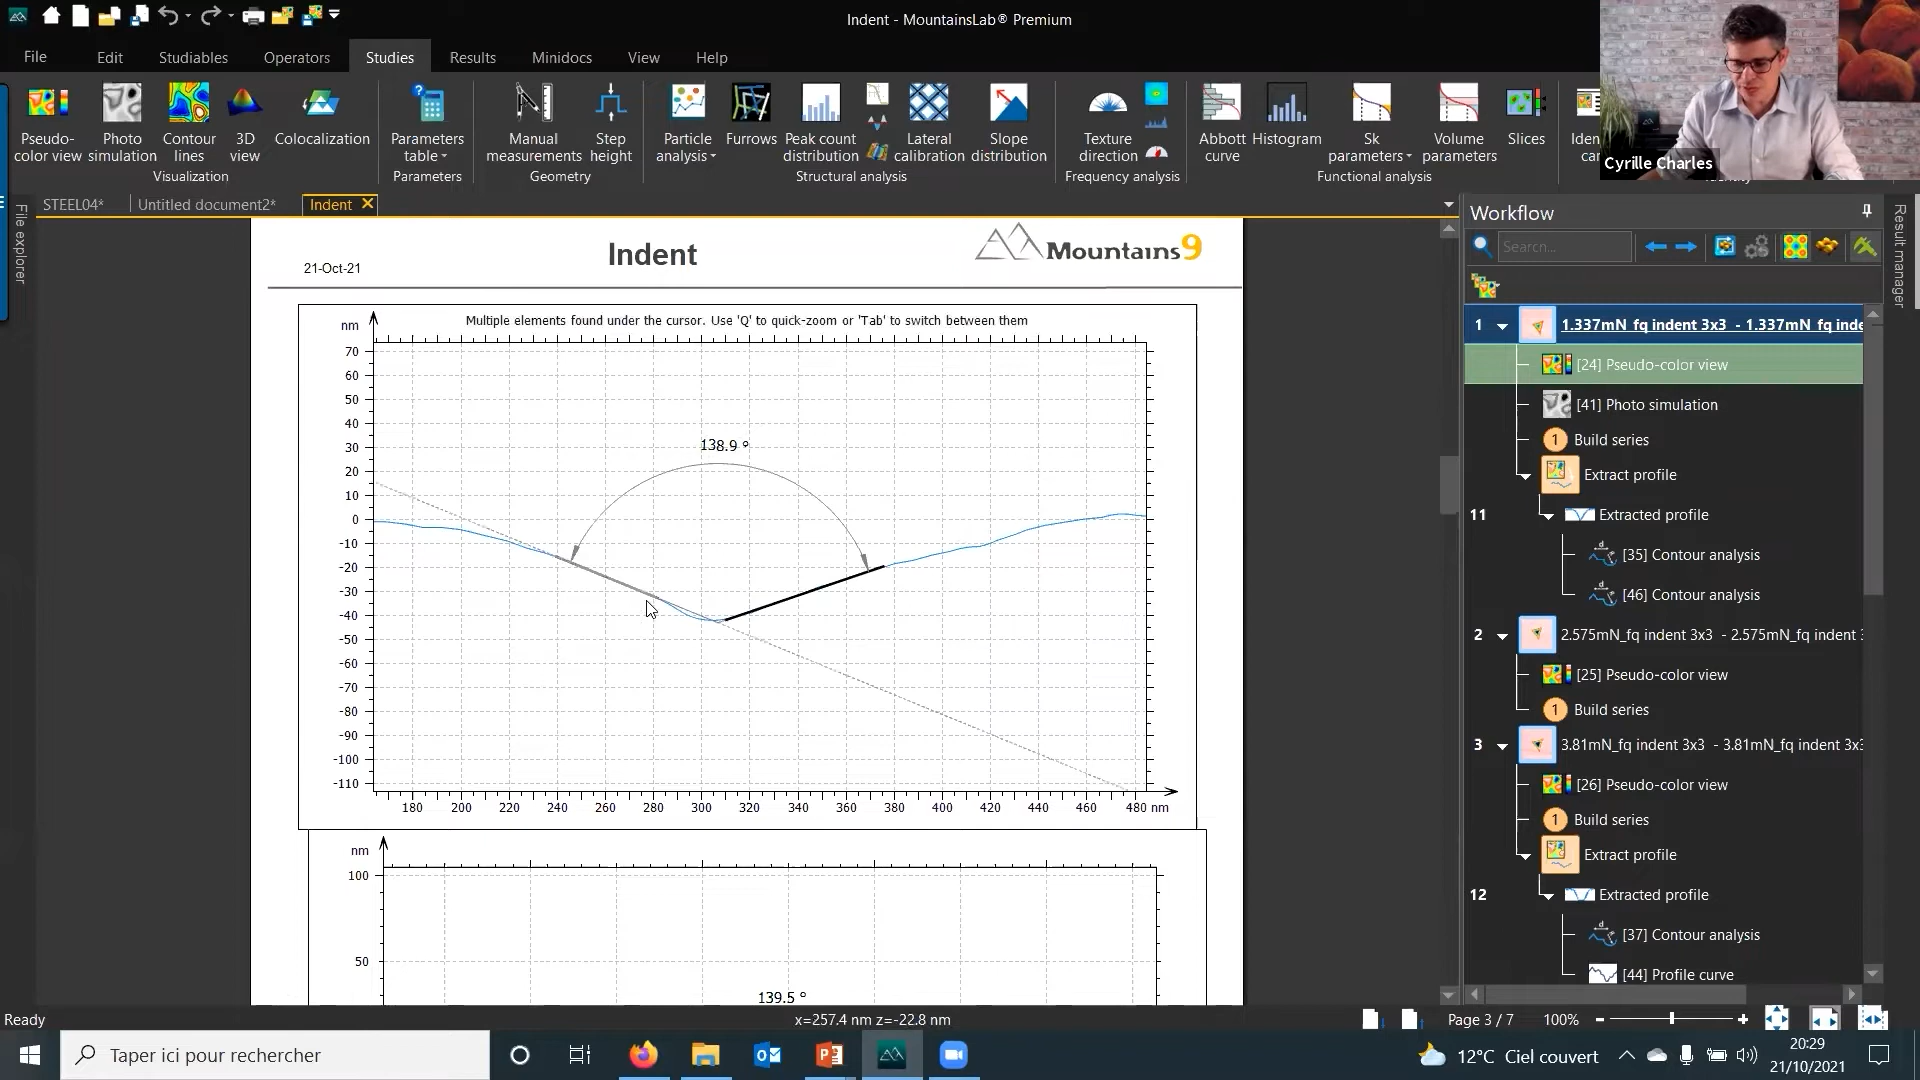 Indent - MountainsLab® Premium
File Edit Studiables Operators Studies Results Minidocs View Help
Pseudo-color view
Photo simulation
Contour lines
3D view
Colocalization
Visualization
Parameters table
Parameters
Manual measurements
Step height
Geometry
Particle analysis
Furrows
Peak count distribution
Lateral calibration
Slope distribution
Structural analysis
Texture direction
Frequency analysis
Abbott curve
Histogram
Sk parameters
Volume parameters
Slices
Functional analysis
Cyrille Charles
STEEL04* Untitled document2* Indent
File explorer
21-Oct-21
Indent
Mountains9
nm
Multiple elements found under the cursor. Use 'Q' to quick-zoom or 'Tab' to switch between them
70
60
50
40
30
20
10
0
-10
-20
-30
-40
-50
-60
-70
-80
-90
-100
-110
138.9 °
180 200 220 240 260 280 300 320 340 360 380 400 420 440 460 480 nm
nm
100
50
139.5 °
Workflow
Search...
Result manager
1 1.337mN_fq indent 3x3 - 1.337mN_fq inde
[24] Pseudo-color view
[41] Photo simulation
1 Build series
Extract profile
11 Extracted profile
[35] Contour analysis
[46] Contour analysis
2 2.575mN_fq indent 3x3 - 2.575mN_fq indent
[25] Pseudo-color view
1 Build series
3 3.81mN_fq indent 3x3 - 3.81mN_fq indent 3x3
[26] Pseudo-color view
1 Build series
Extract profile
12 Extracted profile
[37] Contour analysis
[44] Profile curve
Ready
x=257.4 nm z=-22.8 nm
Page 3 / 7 100%
Taper ici pour rechercher
12°C Ciel couvert
20:29
21/10/2021